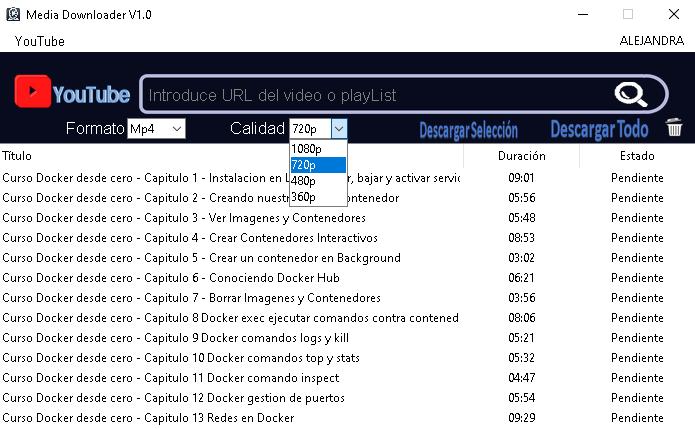 Media Downloader V1.0
YouTube ALEJANDRA
YouTube Introduce URL del video o playList
Formato Mp4 Calidad 720p Descargar Selección Descargar Todo
1080p
720p
480p
360p
Título Duración Estado
Curso Docker desde cero - Capitulo 1 - Instalacion en L r, bajar y activar servic 09:01 Pendiente
Curso Docker desde cero - Capitulo 2 - Creando nuestr ontenedor 05:56 Pendiente
Curso Docker desde cero - Capitulo 3 - Ver Imagenes y Contenedores 05:48 Pendiente
Curso Docker desde cero - Capitulo 4 - Crear Contenedores Interactivos 08:53 Pendiente
Curso Docker desde cero - Capitulo 5 - Crear un contenedor en Background 03:02 Pendiente
Curso Docker desde cero - Capitulo 6 - Conociendo Docker Hub 06:21 Pendiente
Curso Docker desde cero - Capitulo 7 - Borrar Imagenes y Contenedores 03:56 Pendiente
Curso Docker desde cero - Capitulo 8 Docker exec ejecutar comandos contra contened 08:06 Pendiente
Curso Docker desde cero - Capitulo 9 Docker comandos logs y kill 05:21 Pendiente
Curso Docker desde cero - Capitulo 10 Docker comandos top y stats 05:32 Pendiente
Curso Docker desde cero - Capitulo 11 Docker comando inspect 04:47 Pendiente
Curso Docker desde cero - Capitulo 12 Docker gestion de puertos 05:54 Pendiente
Curso Docker desde cero - Capitulo 13 Redes en Docker 09:29 Pendiente